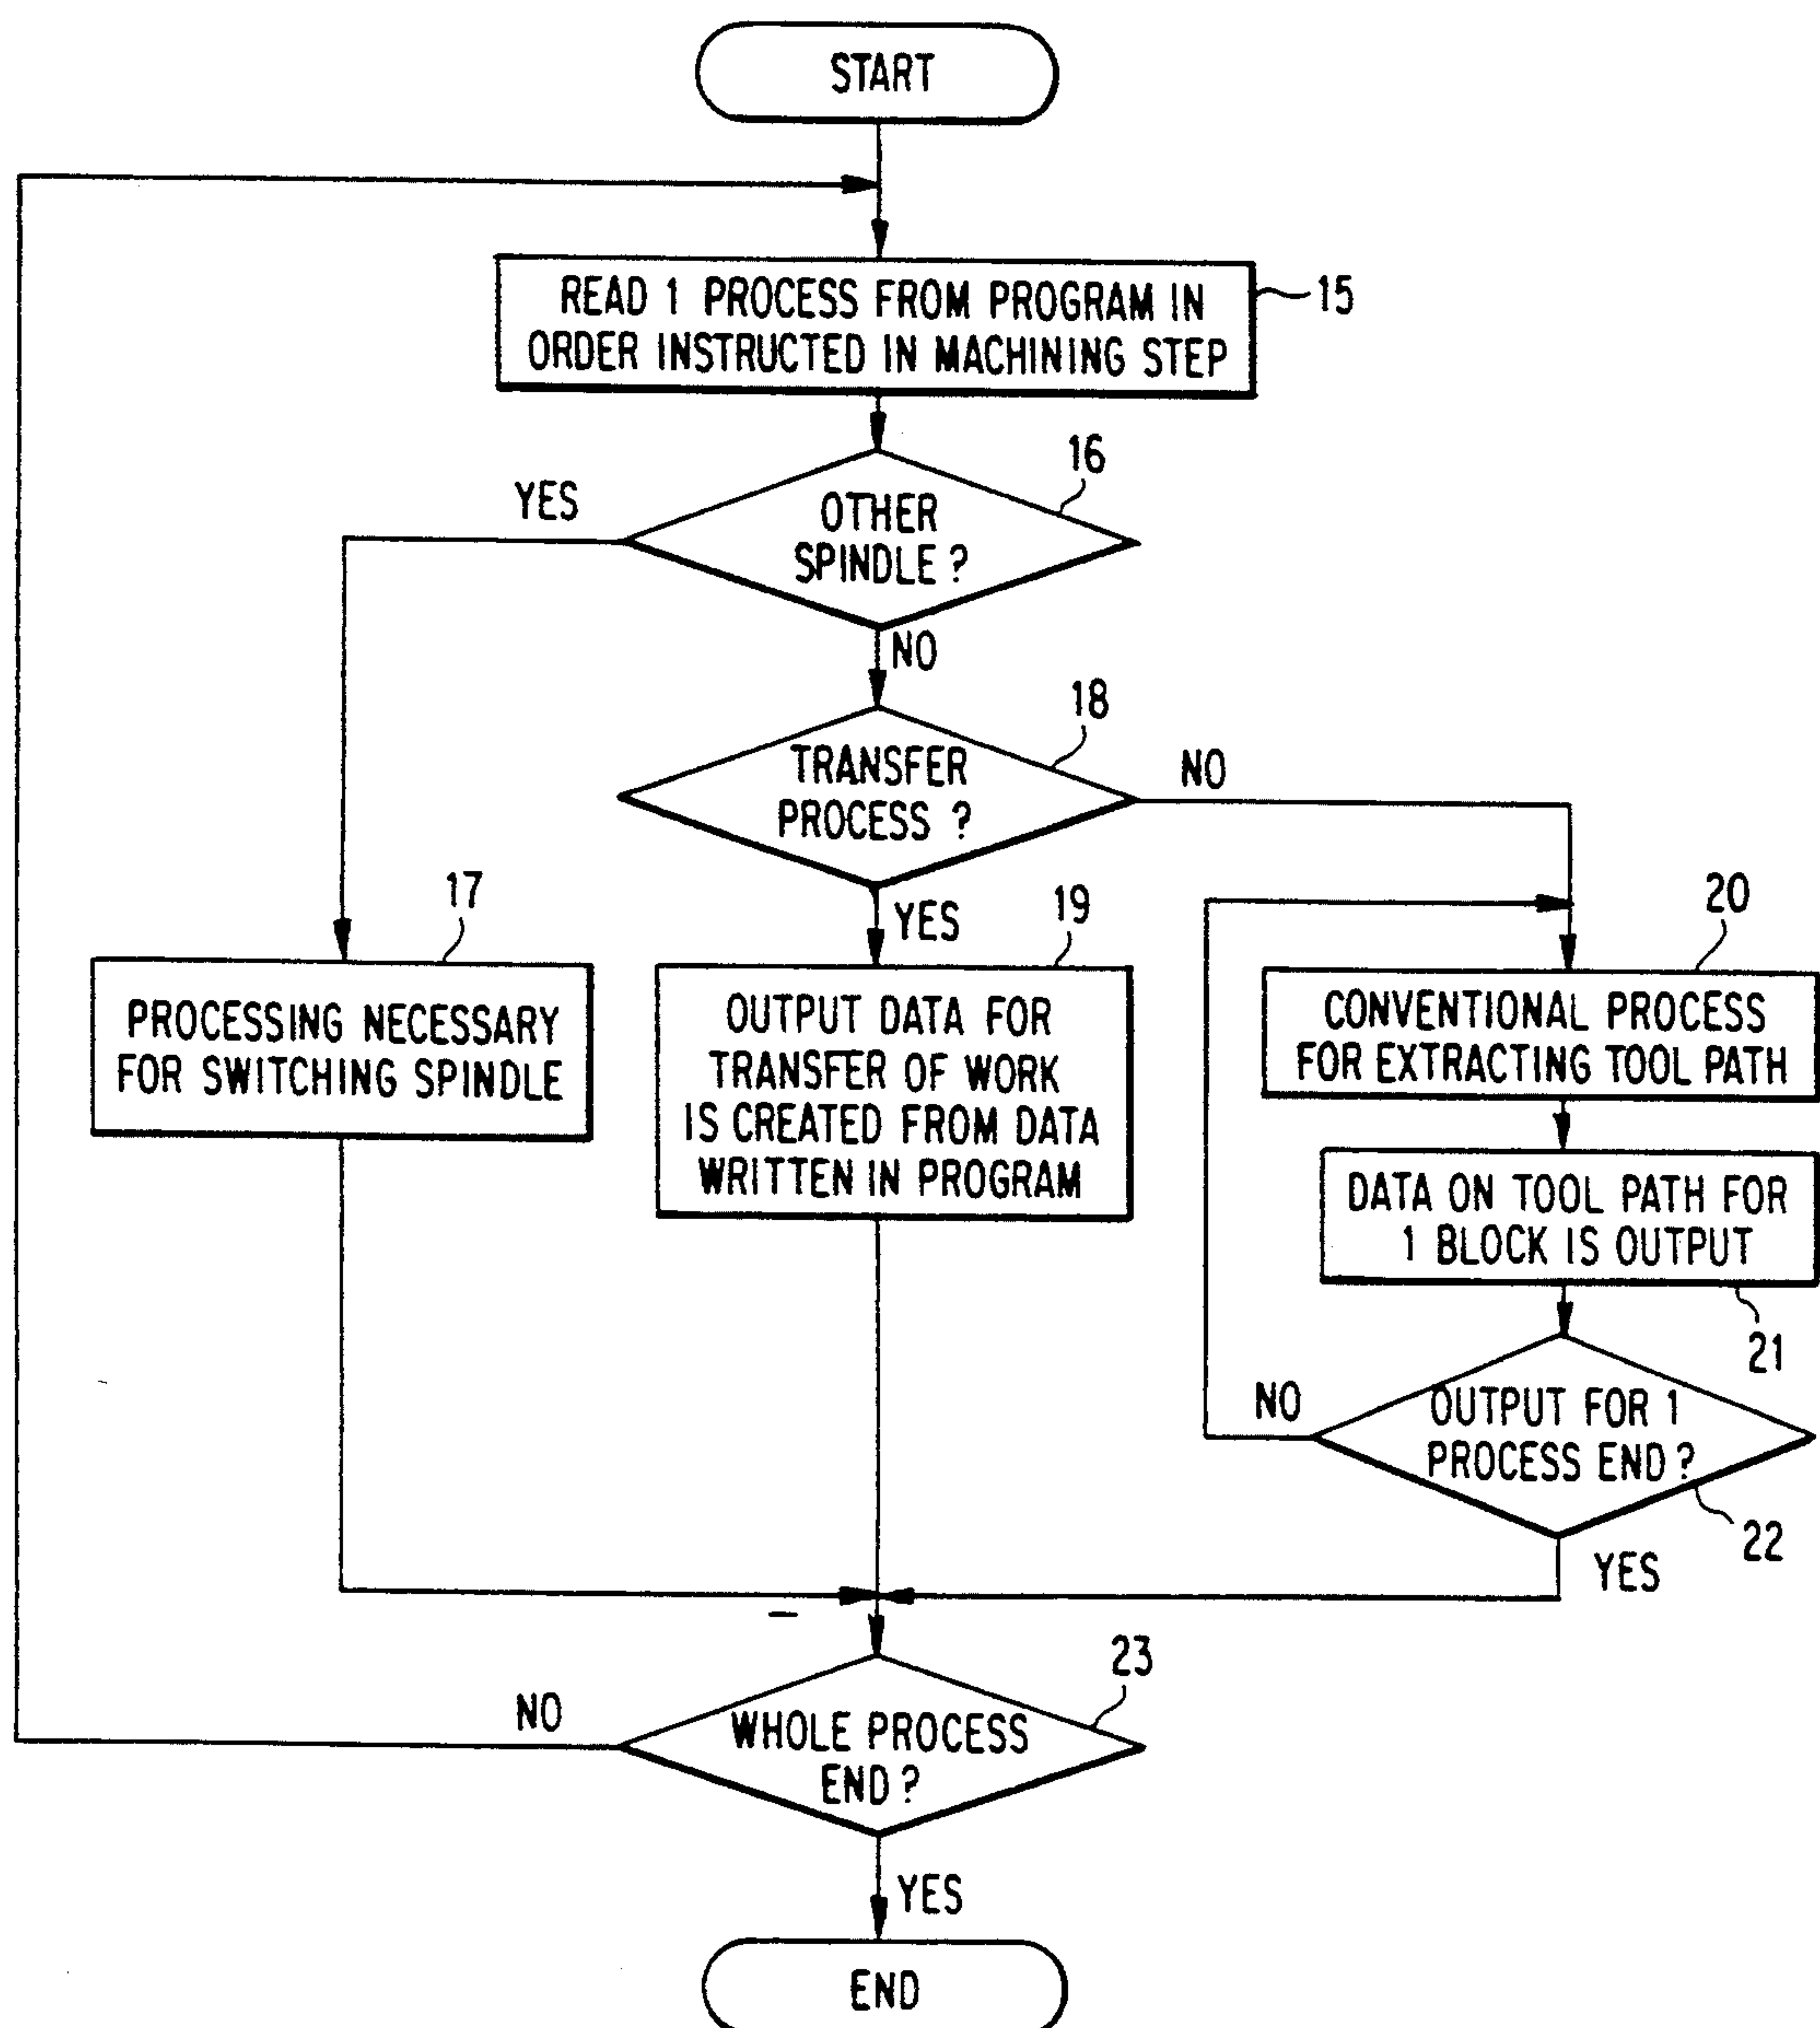 START
READ 1 PROCESS FROM PROGRAM IN
ORDER INSTRUCTED IN MACHINING STEP
15
16
YES
OTHER
SPINDLE?
NO
18
TRANSFER
PROCESS ?
NO
17
YES
19
20
PROCESSING NECESSARY
FOR SWITCHING SPINDLE
OUTPUT DATA FOR
TRANSFER OF WORK
IS CREATED FROM DATA
WRITTEN IN PROGRAM
CONVENTIONAL PROCESS
FOR EXTRACTING TOOL PATH
DATA ON TOOL PATH FOR
1 BLOCK IS OUTPUT
21
NO
OUTPUT FOR 1
PROCESS END?
22
YES
23
NO
WHOLE PROCESS
END?
YES
END